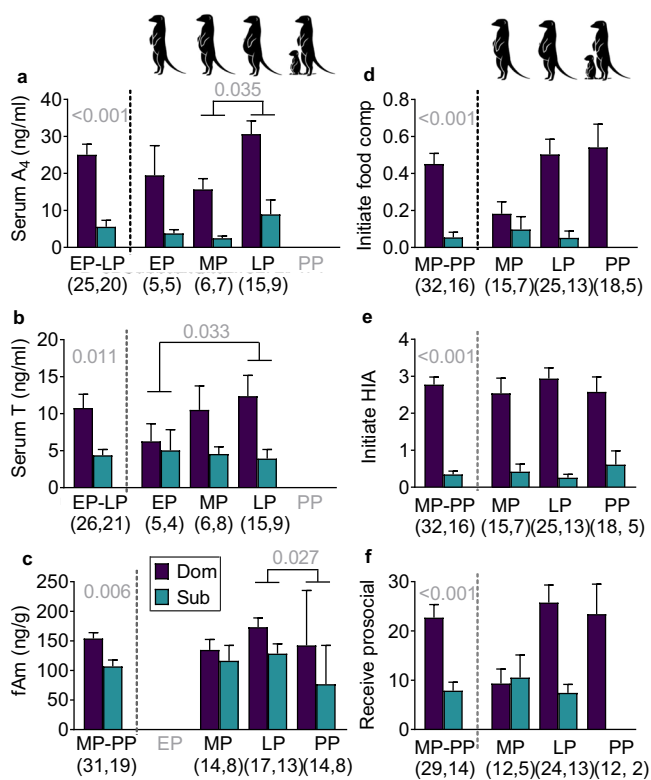 a
Serum A4 (ng/ml)
40
30
20
10
0
<0.001
0.035
EP-LP
EP
MP
LP
PP
(25,20)
(5,5)
(6,7)
(15,9)
b
Serum T (ng/ml)
20
15
10
5
0
0.011
0.033
EP-LP
EP
MP
LP
PP
(26,21)
(5,4)
(6,8)
(15,9)
c
fAm (ng/g)
250
200
150
100
50
0
0.006
Dom
Sub
0.027
MP-PP
EP
MP
LP
PP
(31,19)
(14,8)
(17,13)
(14,8)
d
Initiate food comp
0.8
0.6
0.4
0.2
0.0
<0.001
MP-PP
MP
LP
PP
(32,16)
(15,7)
(25,13)
(18,5)
e
Initiate HIA
4
3
2
1
0
<0.001
MP-PP
MP
LP
PP
(32,16)
(15,7)
(25,13)
(18, 5)
f
Receive prosocial
30
20
10
0
<0.001
MP-PP
MP
LP
PP
(29,14)
(12,5)
(24,13)
(12, 2)